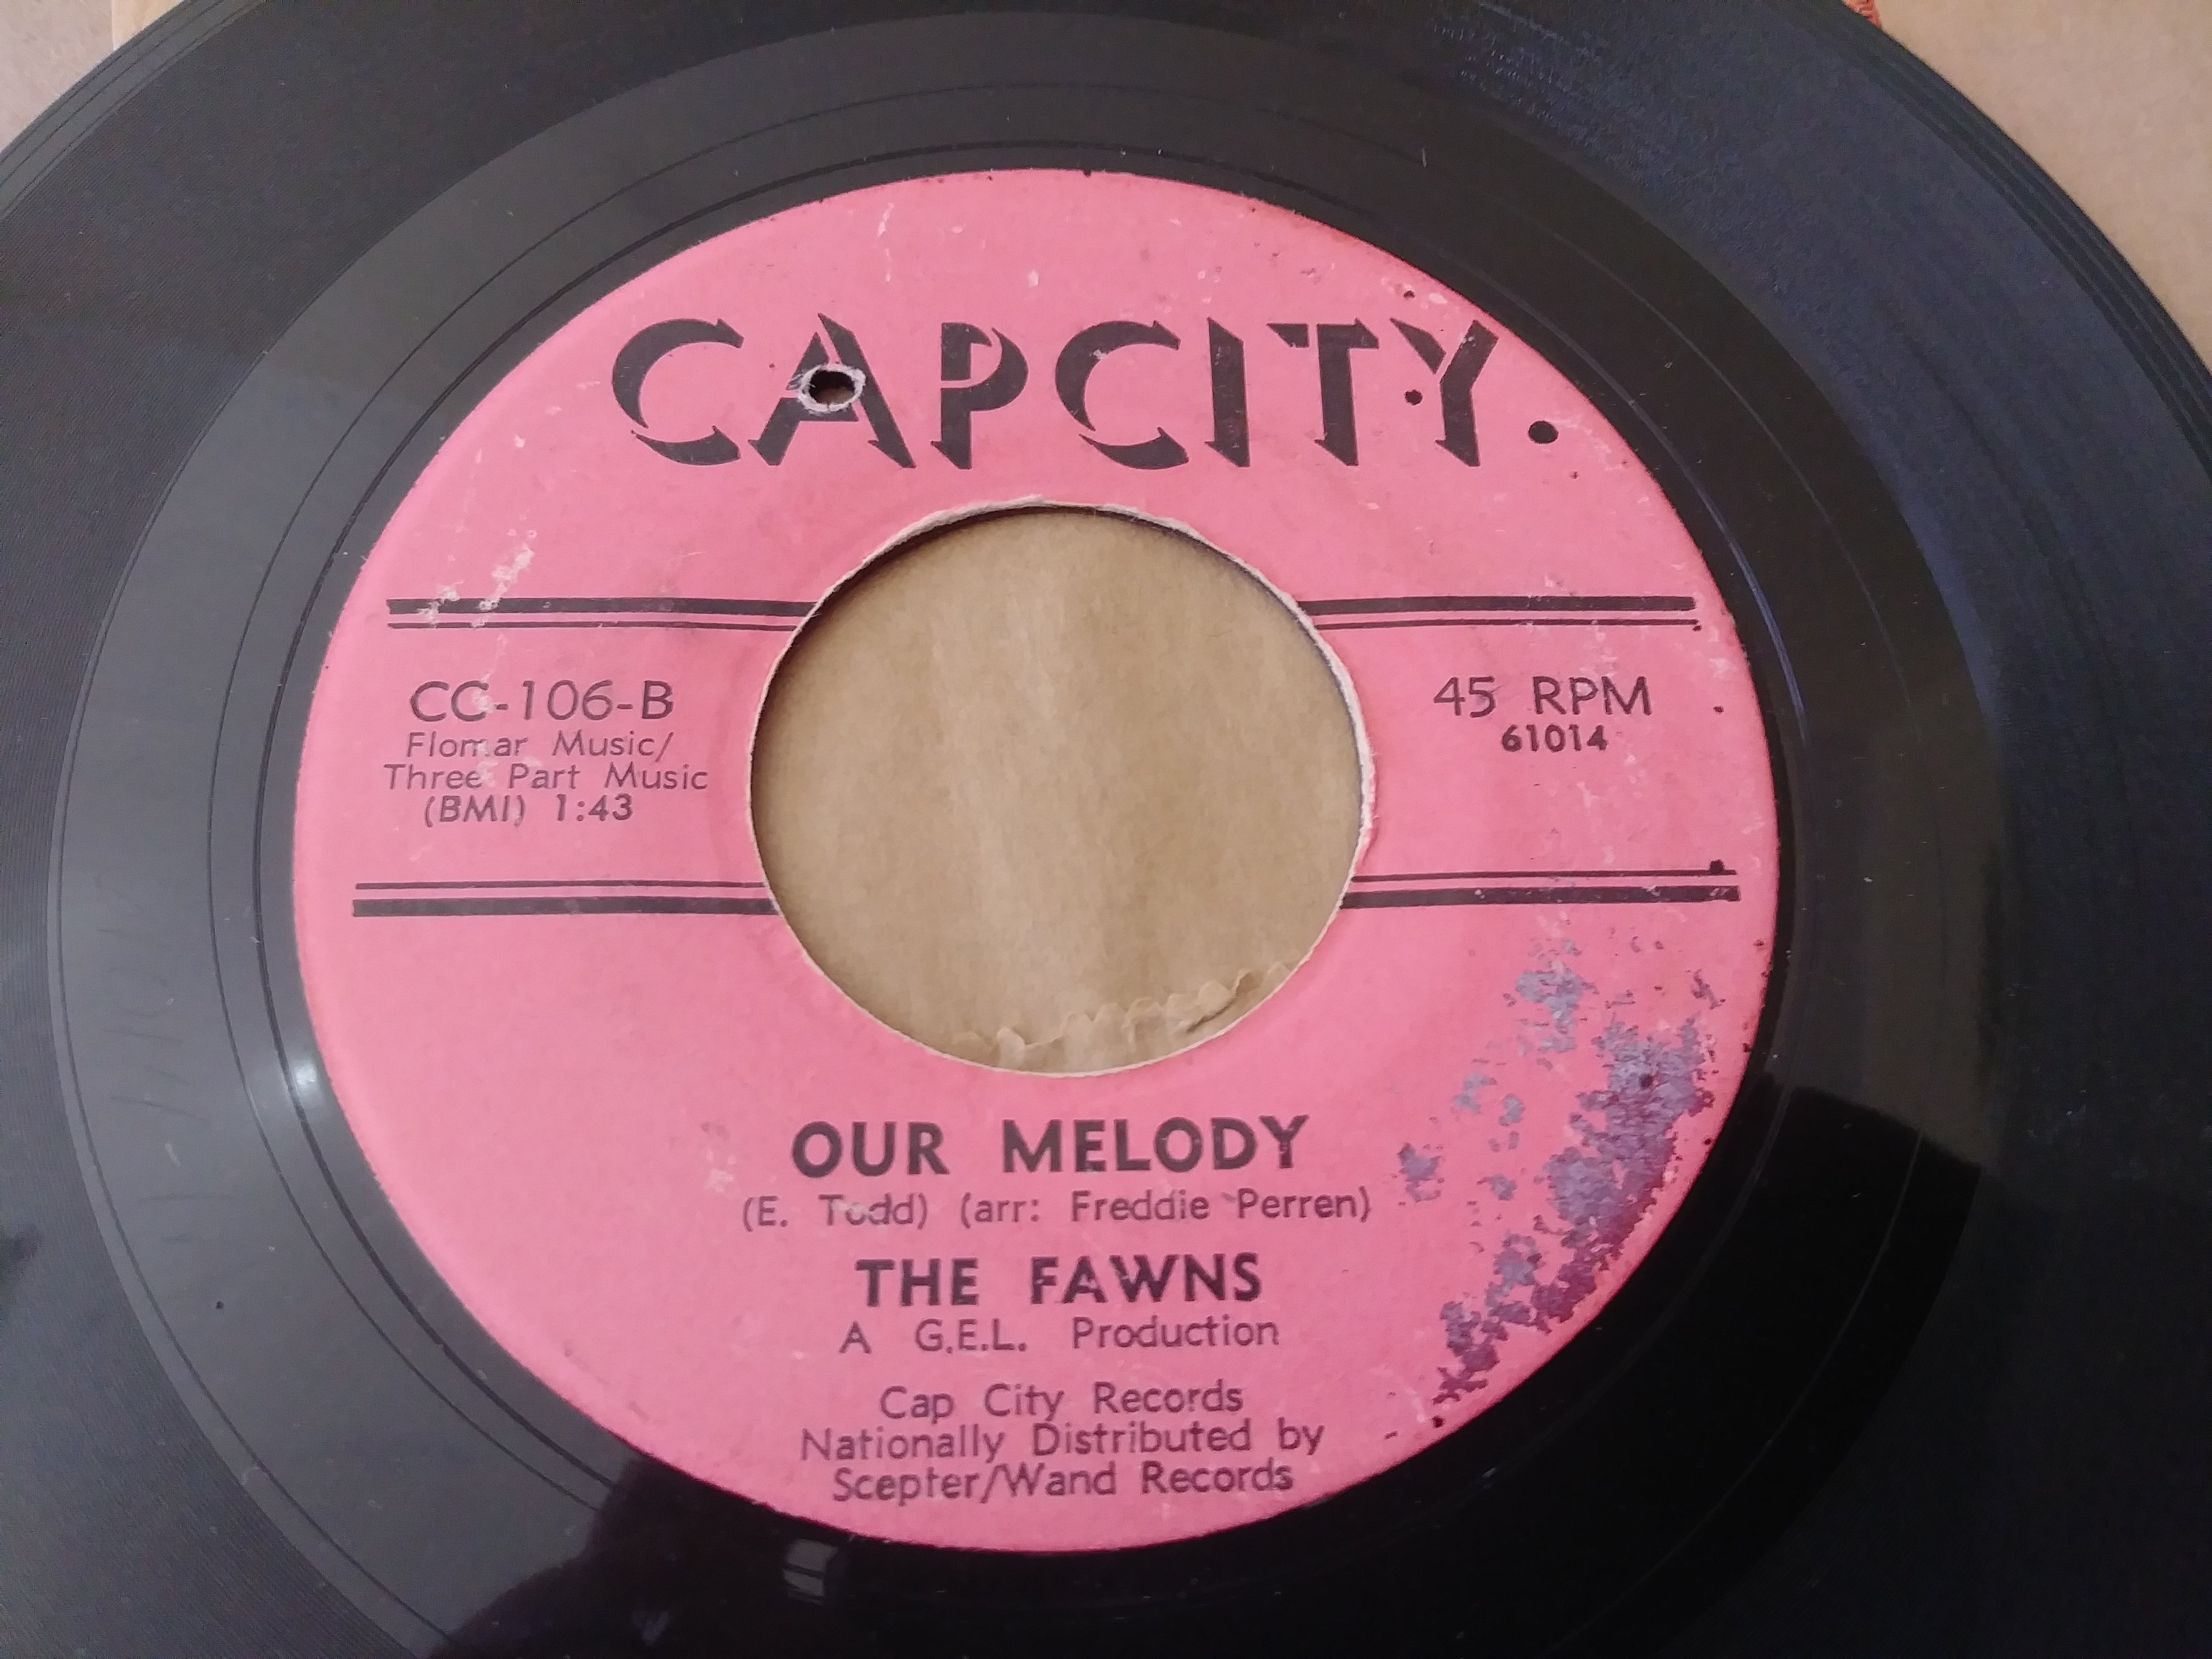 CAPCITY.
CC-106-B
Flomar Music/
Three Part Music
(BMI) 1:43
45 RPM
61014
OUR MELODY
(E. Todd) (arr: Freddie Perren)
THE FAWNS
A G.E.L. Production
Cap City Records
Nationally Distributed by
Scepter/Wand Records